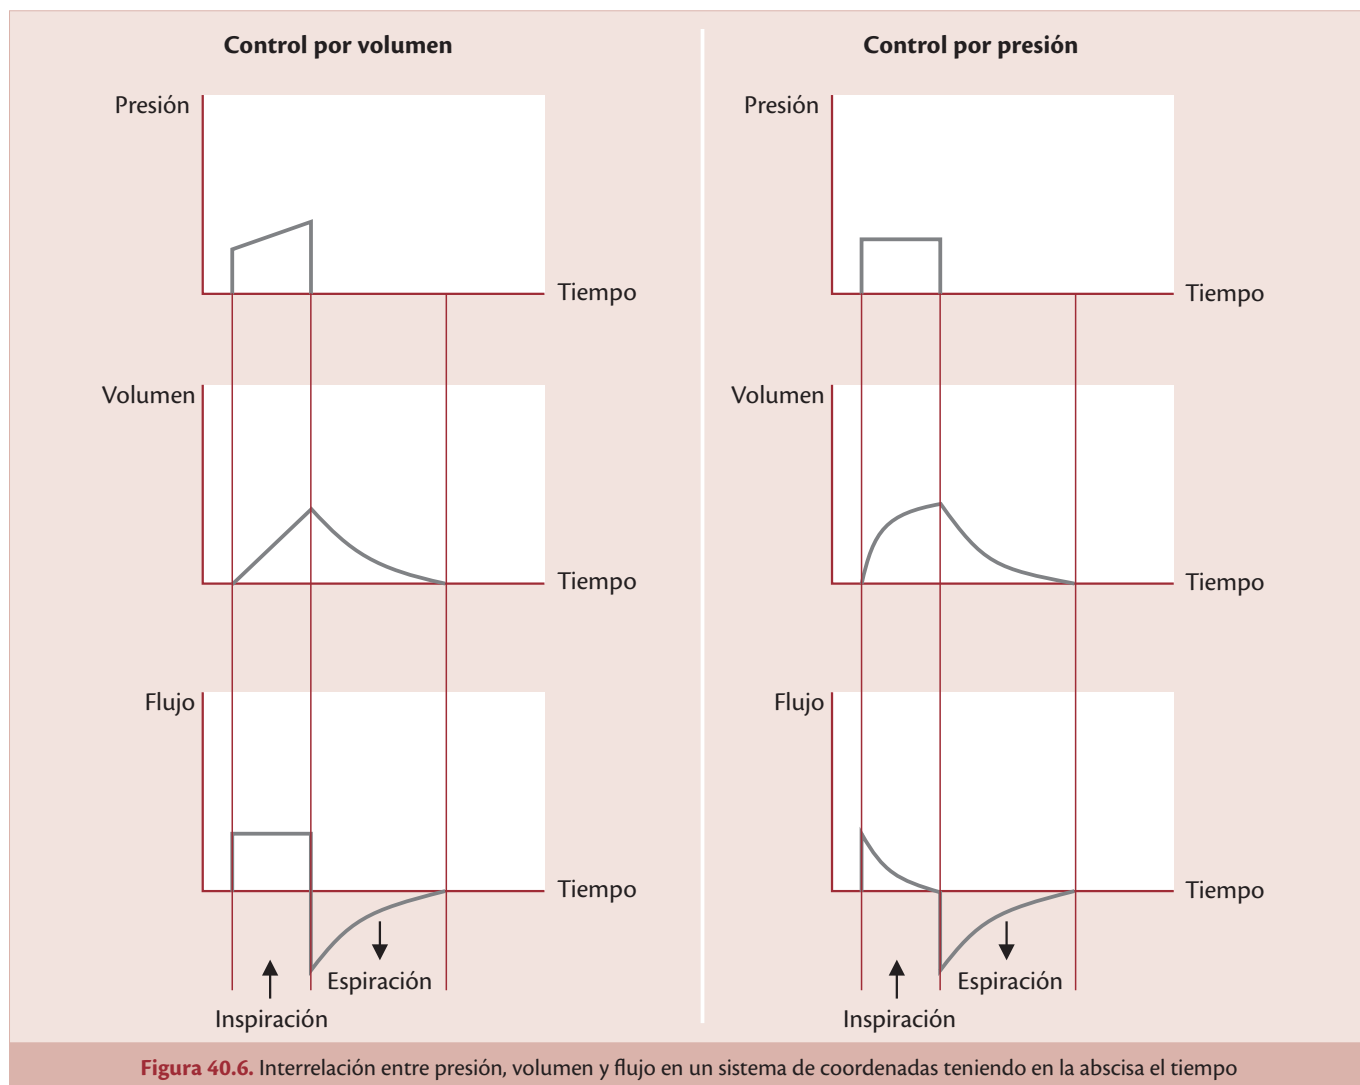 Control por volumen
Presión
Tiempo
Volumen
Tiempo
Flujo
Tiempo
Espiración
Inspiración
Control por presión
Presión
Tiempo
Volumen
Tiempo
Flujo
Tiempo
Espiración
Inspiración
Figura 40.6. Interrelación entre presión, volumen y flujo en un sistema de coordenadas teniendo en la abscisa el tiempo